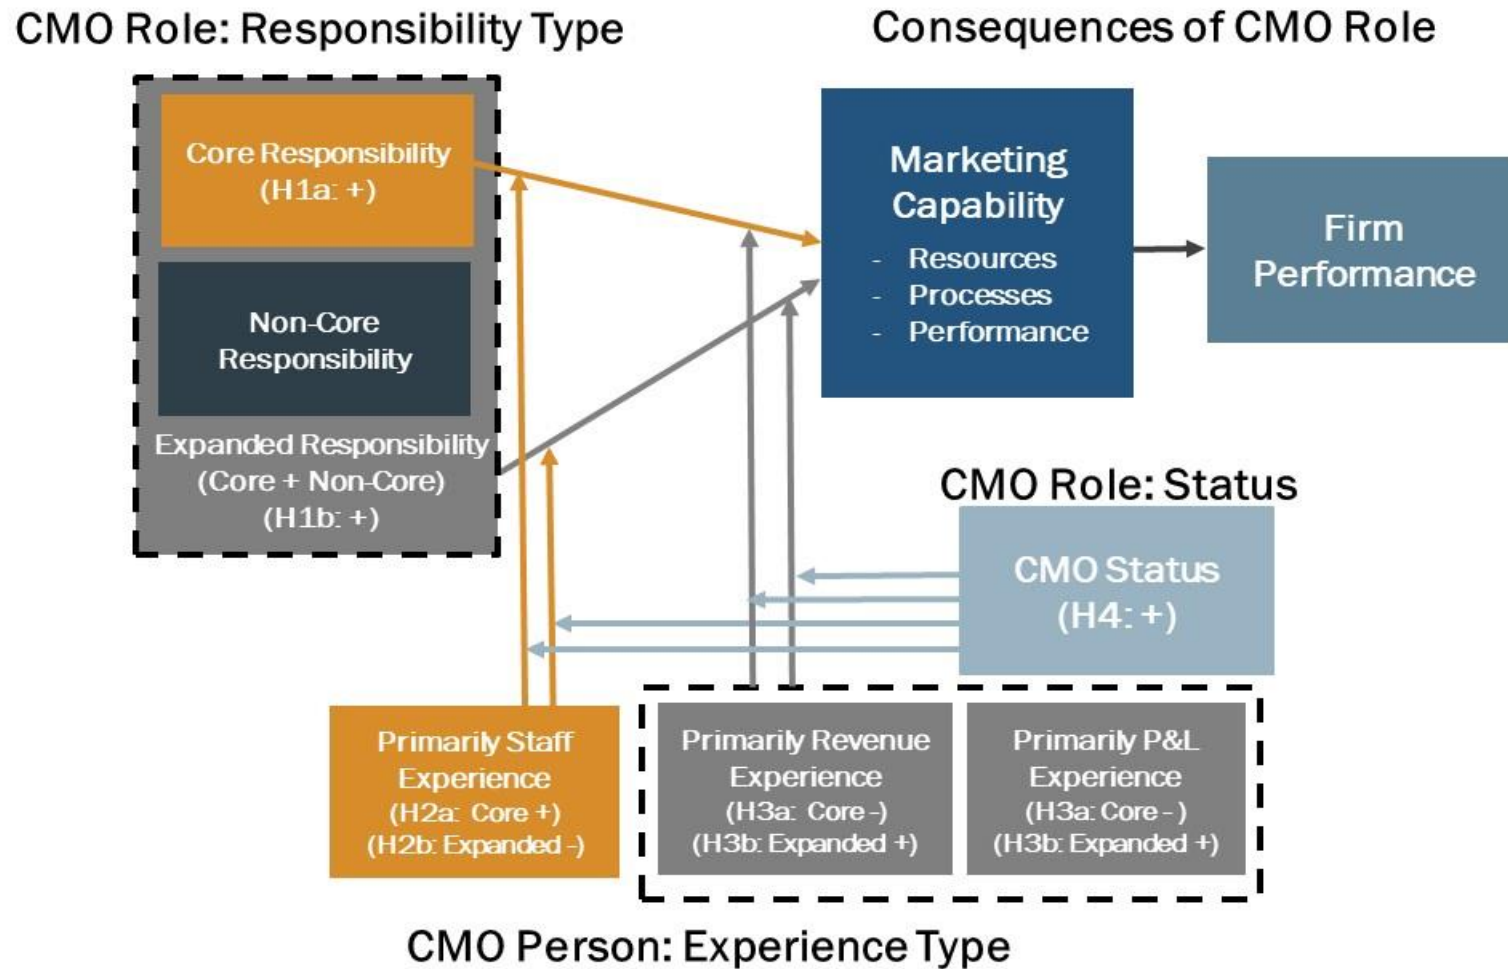 CMO Role: Responsibility Type
Core Responsibility
(H1a: +)
Non-Core
Responsibility
Expanded Responsibility
(Core + Non-Core)
(H1b: +)
Consequences of CMO Role
Marketing
Capability
- Resources
- Processes
- Performance
Firm
Performance
CMO Role: Status
CMO Status
(H4: +)
Primarily Staff
Experience
(H2a: Core +)
(H2b: Expanded -)
Primarily Revenue
Experience
(H3a: Core -)
(H3b: Expanded +)
Primarily P&L
Experience
(H3a: Core - )
(H3b: Expanded +)
CMO Person: Experience Type